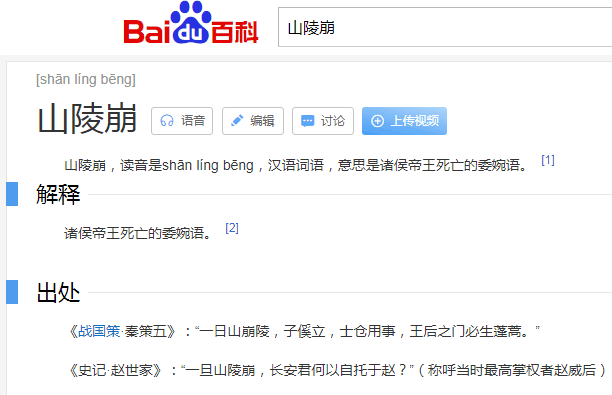 Bai du 百科
山陵崩
[shān líng bēng]
山陵崩 语音 编辑 讨论 上传视频
山陵崩，读音是shān líng bēng，汉语词语，意思是诸侯帝王死亡的委婉语。 [1]
解释
诸侯帝王死亡的委婉语。 [2]
出处
《战国策·秦策五》：“一日山崩陵，子傒立，士仓用事，王后之门必生蓬蒿。”
《史记·赵世家》：“一旦山陵崩，长安君何以自托于赵？”（称呼当时最高掌权者赵威后）